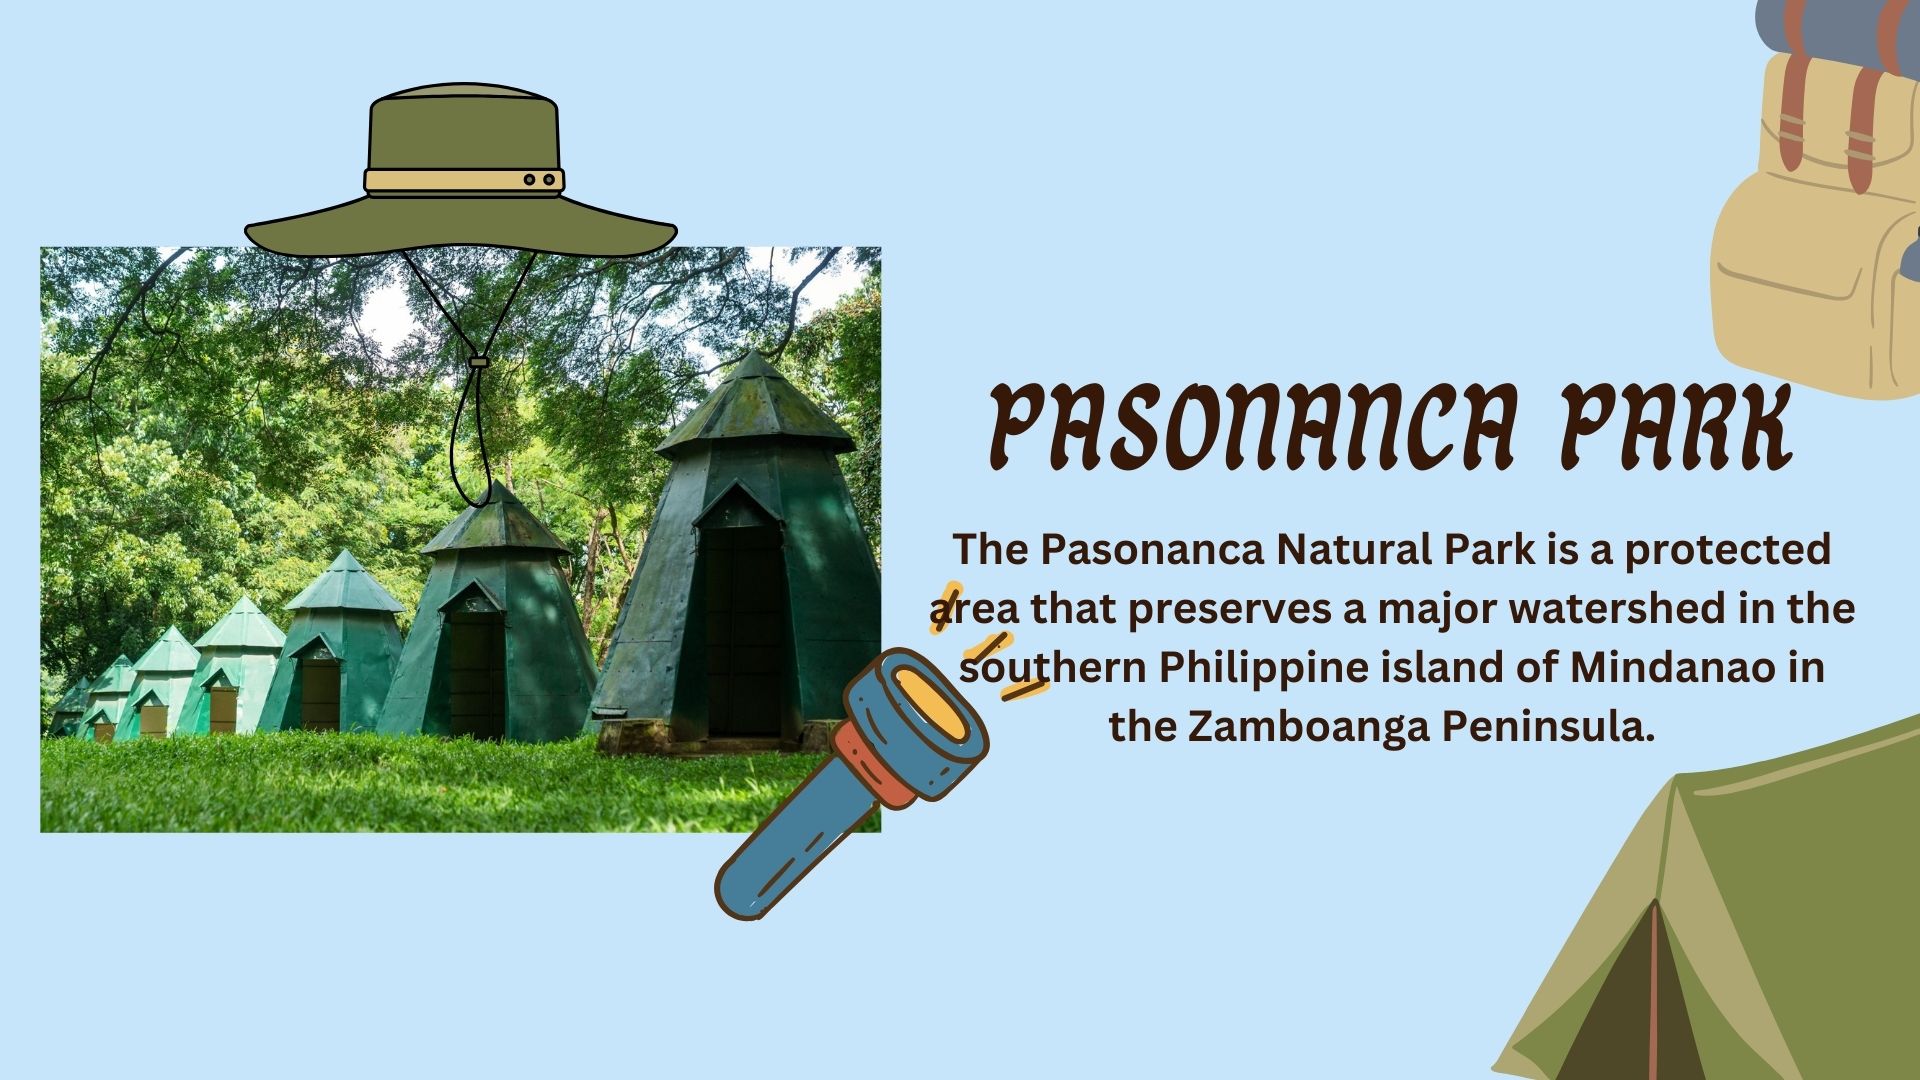 PASONANCA PARK
The Pasonanca Natural Park is a protected
area that preserves a major watershed in the
southern Philippine island of Mindanao in
the Zamboanga Peninsula.